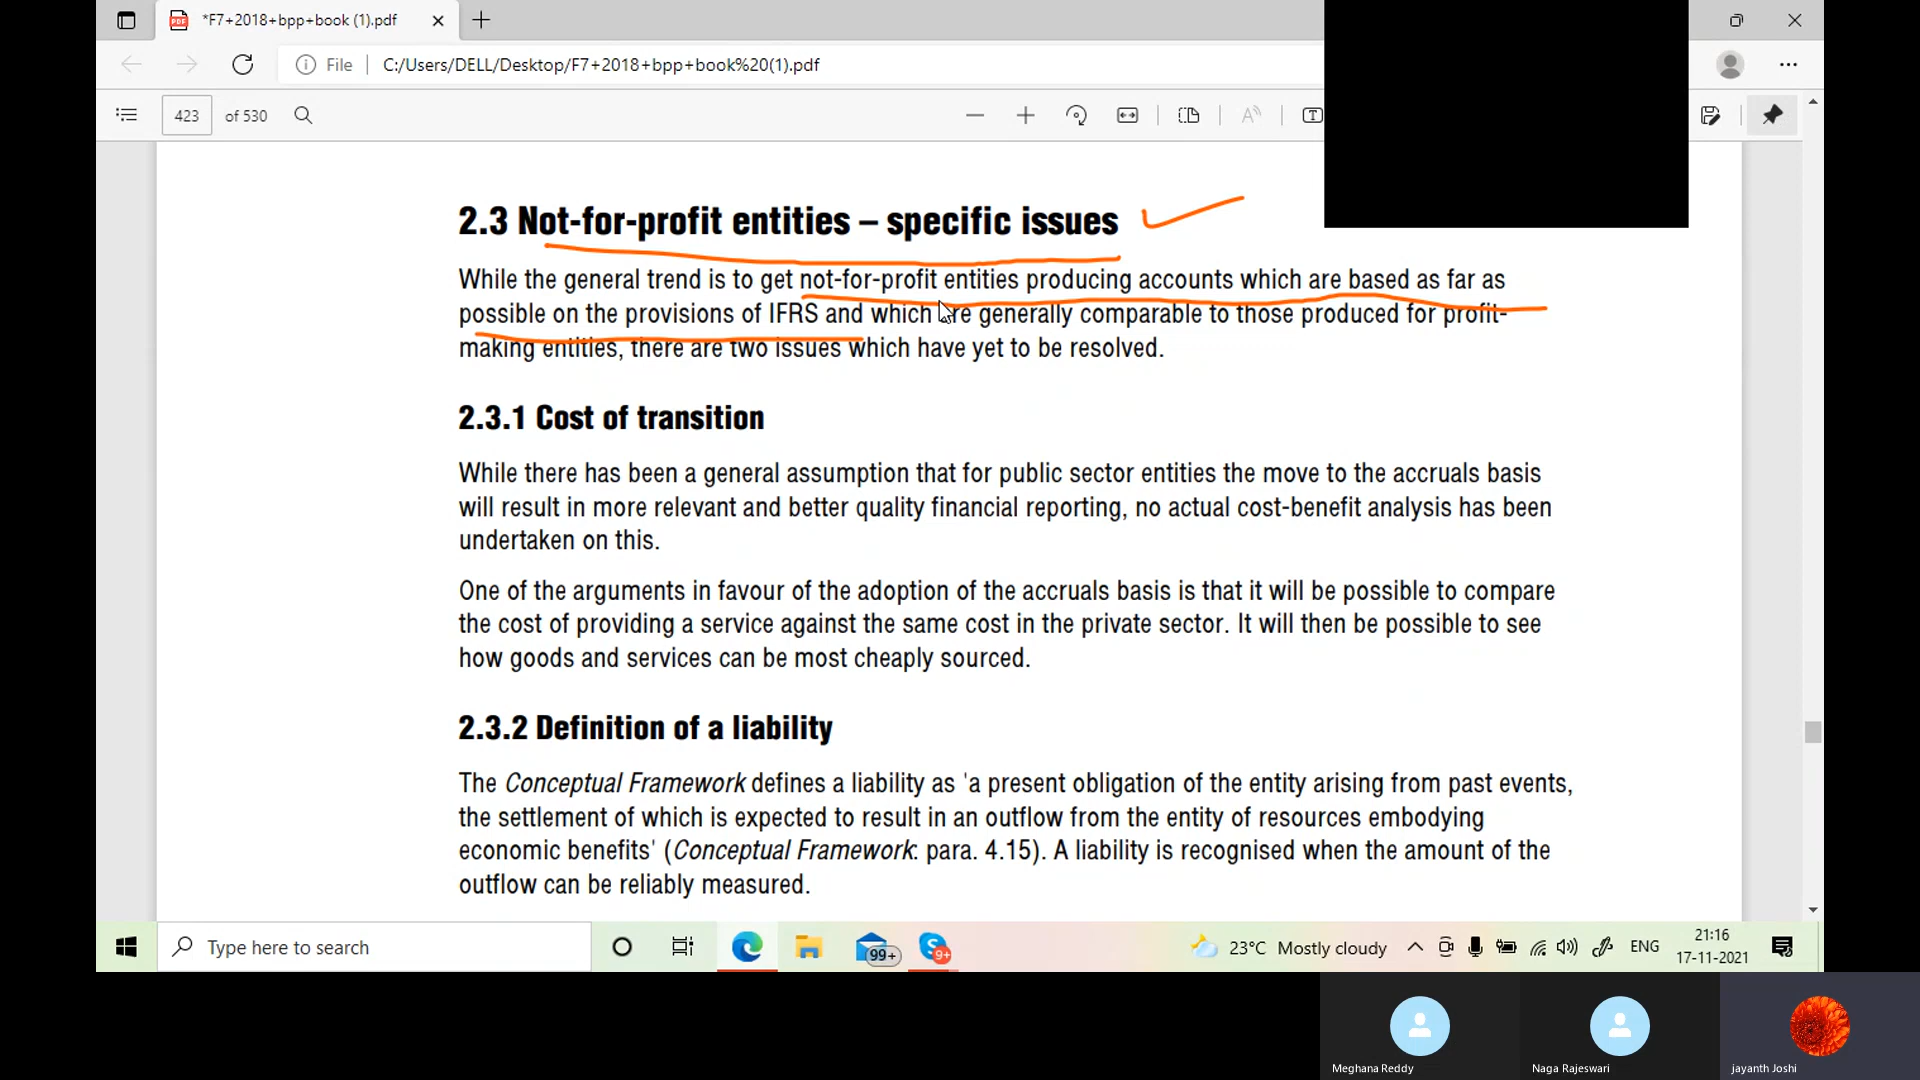 *F7+2018+bpp+book (1).pdf
File
C:/Users/DELL/Desktop/F7+2018+bpp+book%20(1).pdf
423 of 530
2.3 Not-for-profit entities – specific issues
While the general trend is to get not-for-profit entities producing accounts which are based as far as
possible on the provisions of IFRS and which are generally comparable to those produced for profit-
making entities, there are two issues which have yet to be resolved.
2.3.1 Cost of transition
While there has been a general assumption that for public sector entities the move to the accruals basis
will result in more relevant and better quality financial reporting, no actual cost-benefit analysis has been
undertaken on this.
One of the arguments in favour of the adoption of the accruals basis is that it will be possible to compare
the cost of providing a service against the same cost in the private sector. It will then be possible to see
how goods and services can be most cheaply sourced.
2.3.2 Definition of a liability
The Conceptual Framework defines a liability as 'a present obligation of the entity arising from past events,
the settlement of which is expected to result in an outflow from the entity of resources embodying
economic benefits' (Conceptual Framework: para. 4.15). A liability is recognised when the amount of the
outflow can be reliably measured.
Type here to search
99+
9+
23°C Mostly cloudy
ENG
21:16
17-11-2021
Meghana Reddy
Naga Rajeswari
jayanth Joshi